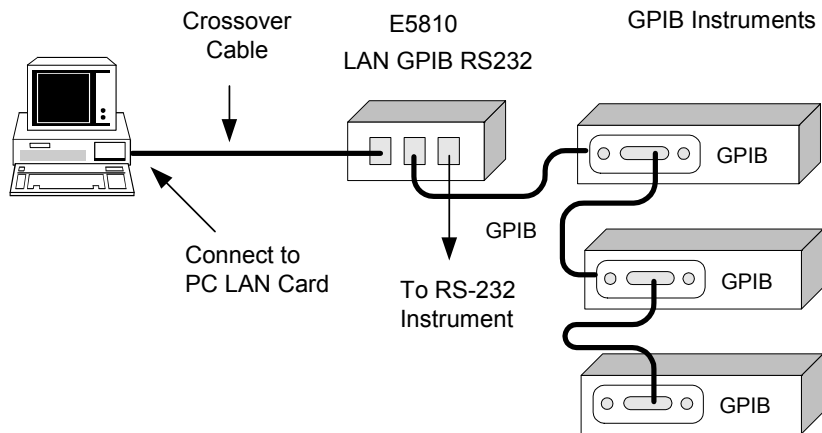 Crossover
Cable
E5810
LAN GPIB RS232
GPIB Instruments
GPIB
GPIB
Connect to
PC LAN Card
To RS-232
Instrument
GPIB
GPIB